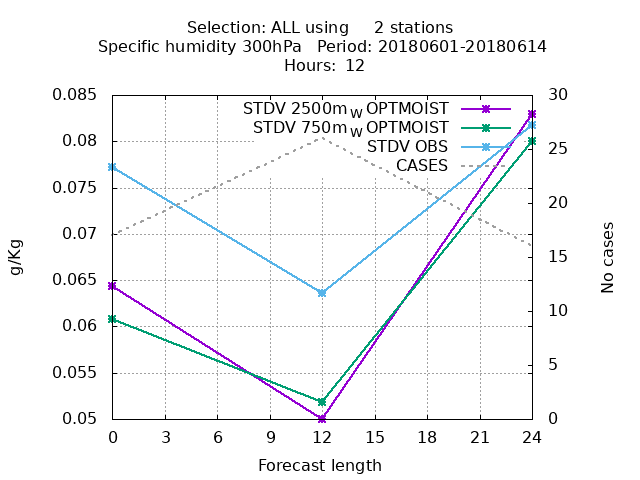 Selection: ALL using 2 stations
Specific humidity 300hPa Period: 20180601-20180614
Hours: 12
0.085
0.08
0.075
0.07
0.065
0.06
0.055
0.05
g/Kg
STDV 2500m_W OPTMOIST
STDV 750m_W OPTMOIST
STDV OBS
CASES
30
25
20
15
10
5
0
No cases
0 3 6 9 12 15 18 21 24
Forecast length